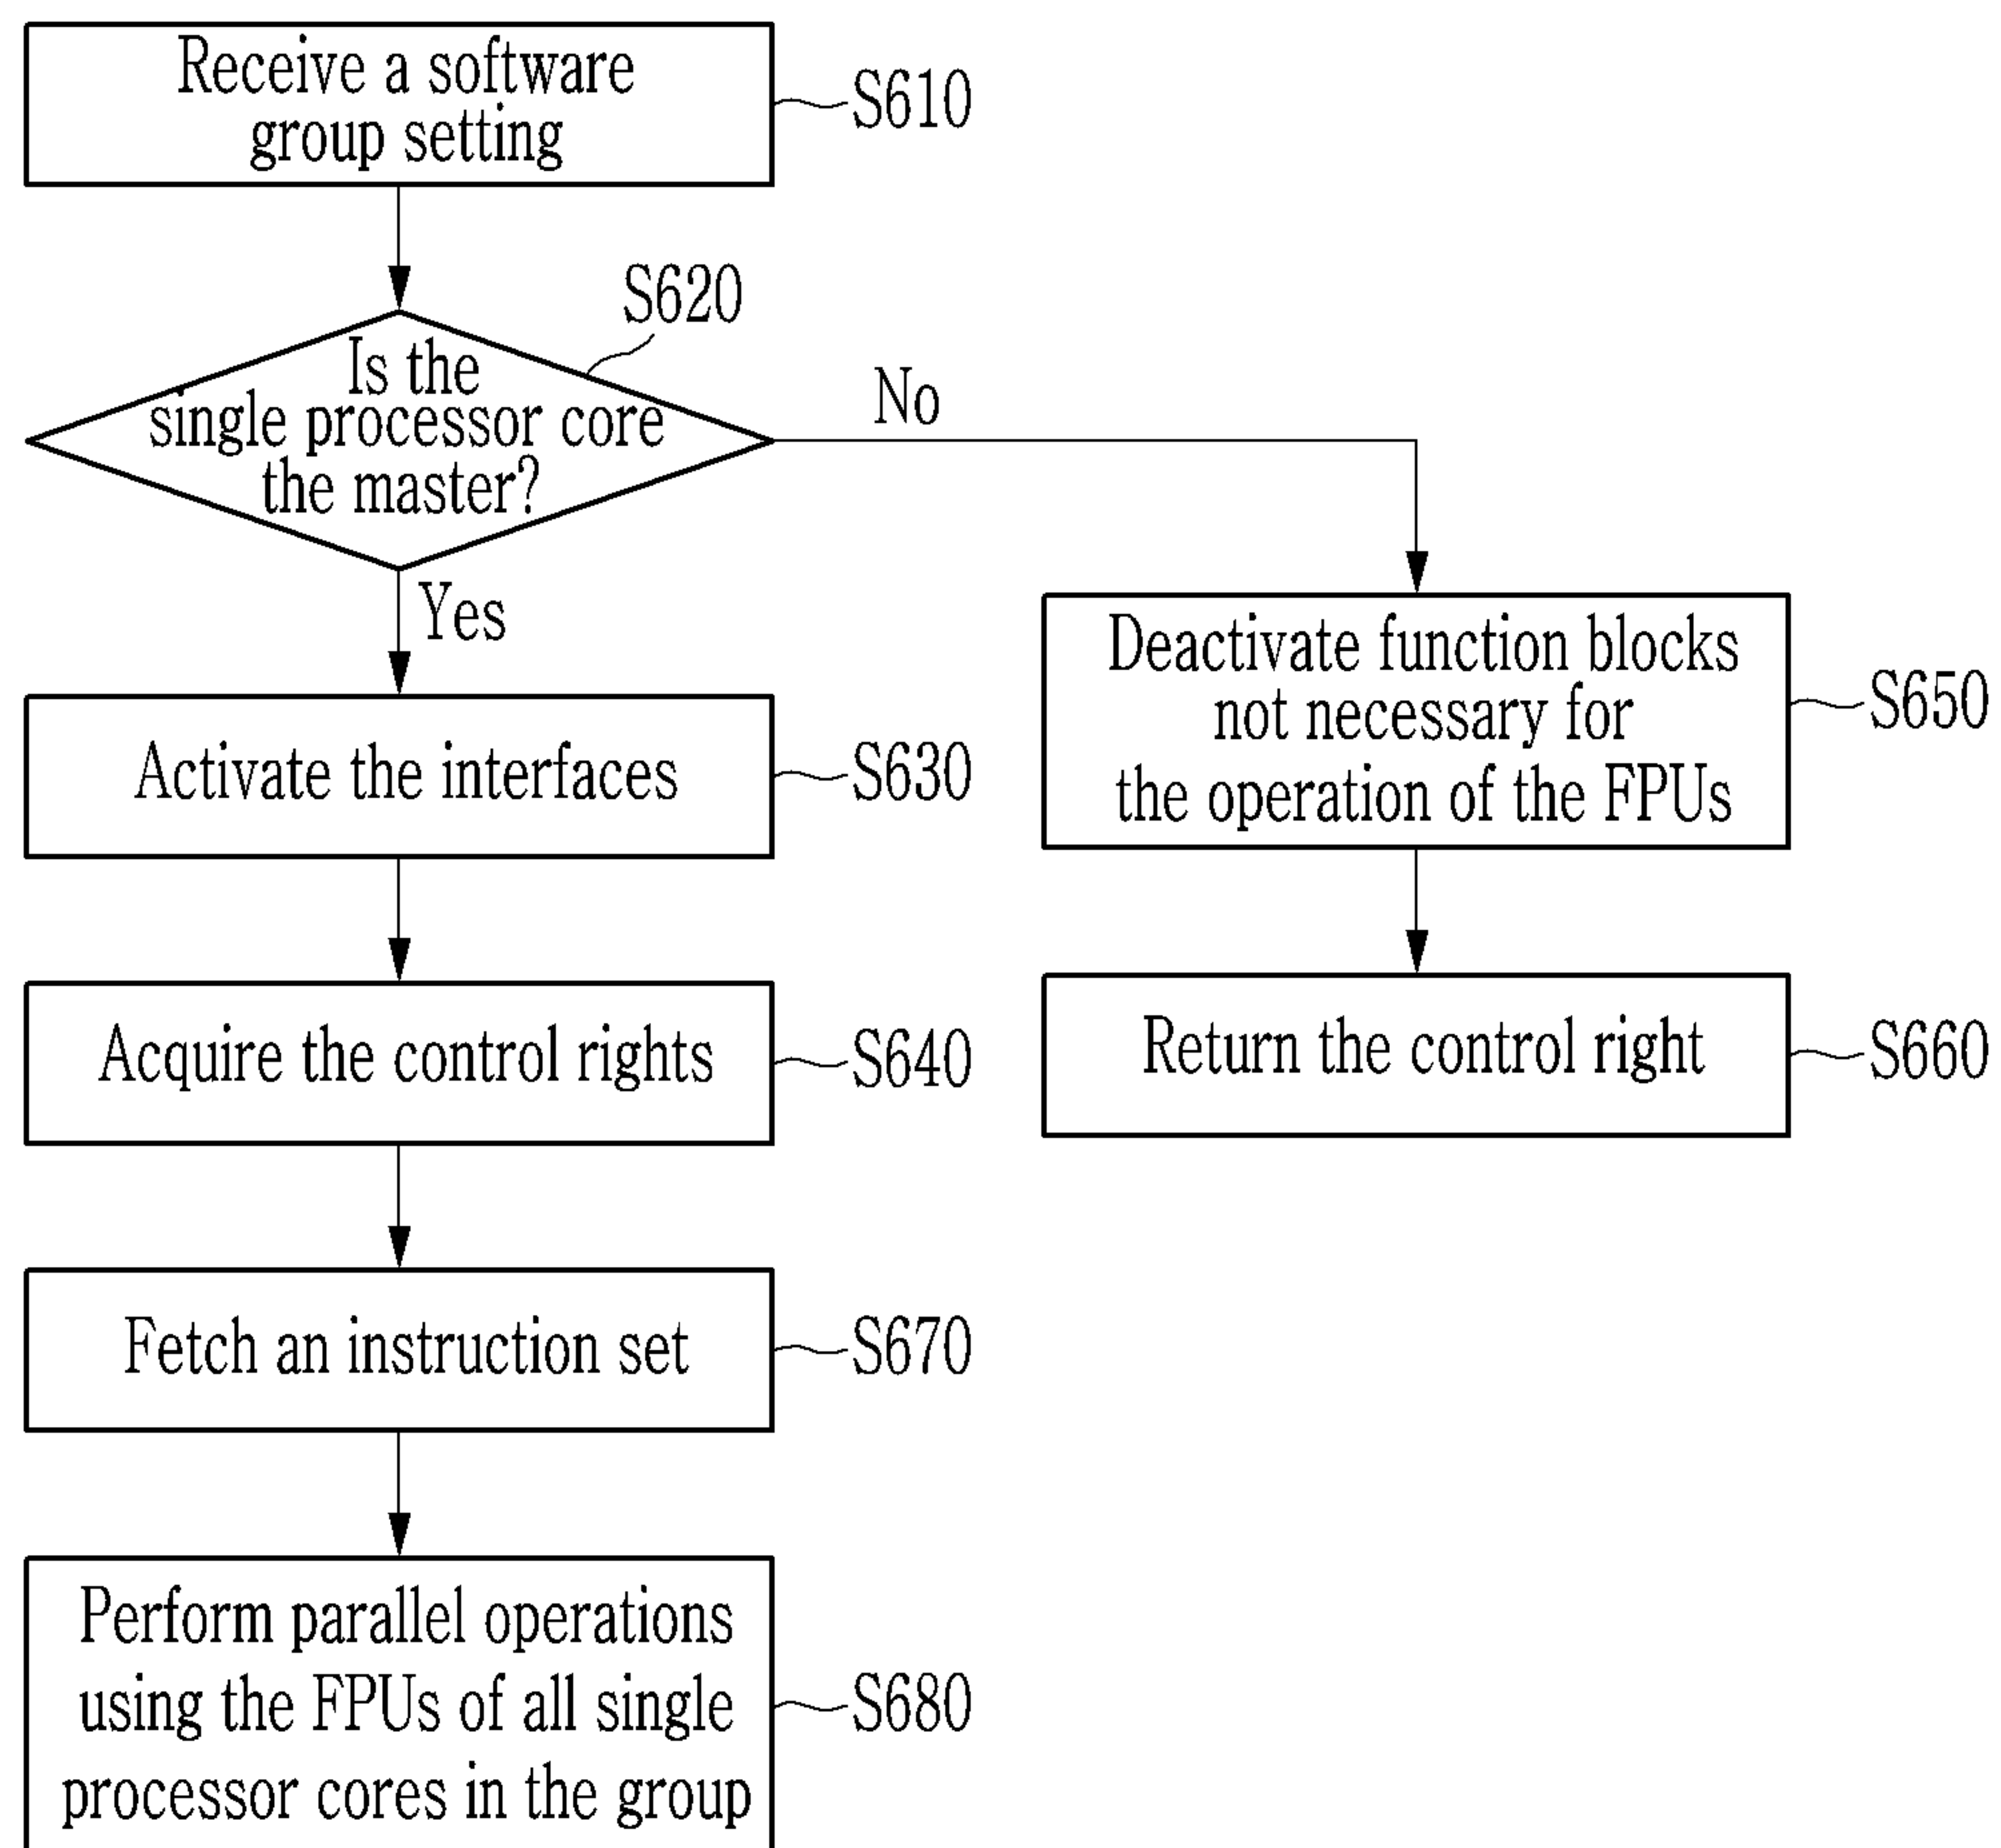 Receive a software
group setting
S610
S620
Is the
single processor core
the master?
No
Yes
Deactivate function blocks
not necessary for
the operation of the FPUs
S650
Activate the interfaces
S630
Acquire the control rights
S640
Return the control right
S660
Fetch an instruction set
S670
Perform parallel operations
using the FPUs of all single
processor cores in the group
S680